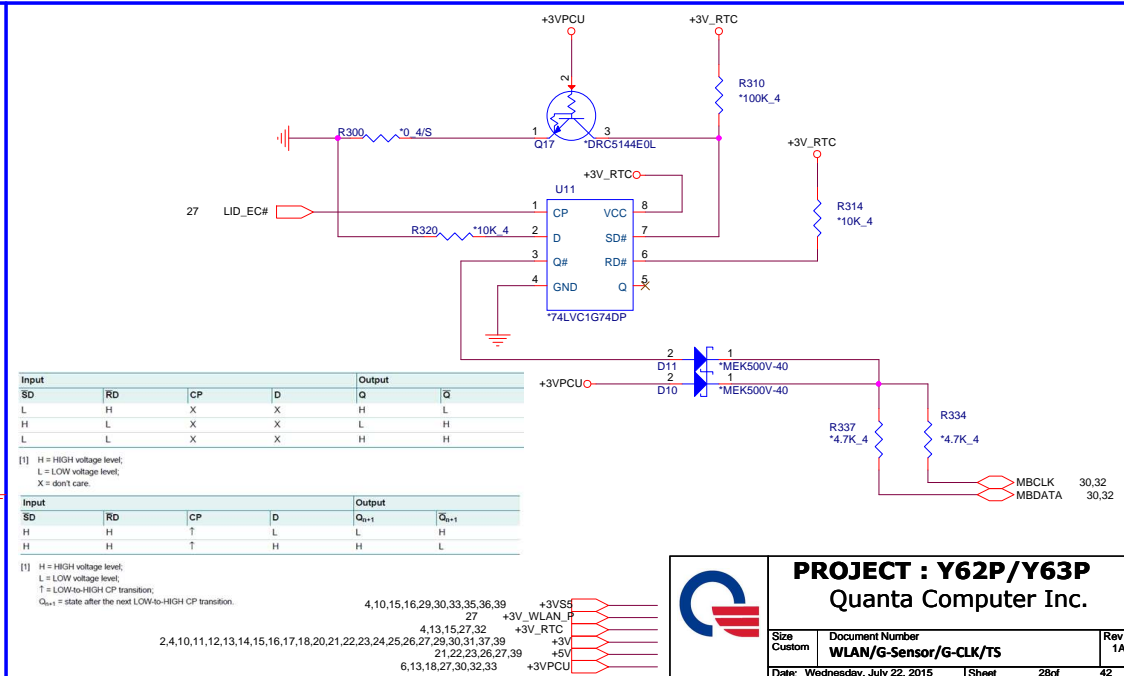 +3VPCU
+3V_RTC
2
R310
*100K_4
R300
*0_4/S
1
3
Q17
*DRC5144E0L
+3V_RTC
+3V_RTC
U11
R314
*10K_4
27
LID_EC#
1
CP
VCC
8
R320
*10K_4
2
D
SD#
7
3
Q#
RD#
6
4
GND
Q
5
*74LVC1G74DP
2
1
D11
*MEK500V-40
+3VPCU
2
1
D10
*MEK500V-40
R337
*4.7K_4
R334
*4.7K_4
MBCLK 30,32
MBDATA 30,32
Input Output
SD RD CP D Q Q
L H X X H L
H L X X L H
L L X X H H
[1] H = HIGH voltage level;
L = LOW voltage level;
X = don't care.
Input Output
SD RD CP D Qn+1 Qn+1
H H ↑ L L H
H H ↑ H H L
[1] H = HIGH voltage level;
L = LOW voltage level;
↑ = LOW-to-HIGH CP transition;
Qn+1 = state after the next LOW-to-HIGH CP transition.
4,10,15,16,29,30,33,35,36,39 +3VS5
27 +3V_WLAN_P
4,13,15,27,32 +3V_RTC
2,4,10,11,12,13,14,15,16,17,18,20,21,22,23,24,25,26,27,29,30,31,37,39 +3V
21,22,23,26,27,39 +5V
6,13,18,27,30,32,33 +3VPCU
PROJECT : Y62P/Y63P
Quanta Computer Inc.
Size
Custom
Document Number
WLAN/G-Sensor/G-CLK/TS
Rev
1A
Date: Wednesday, July 22, 2015 Sheet 28of 42